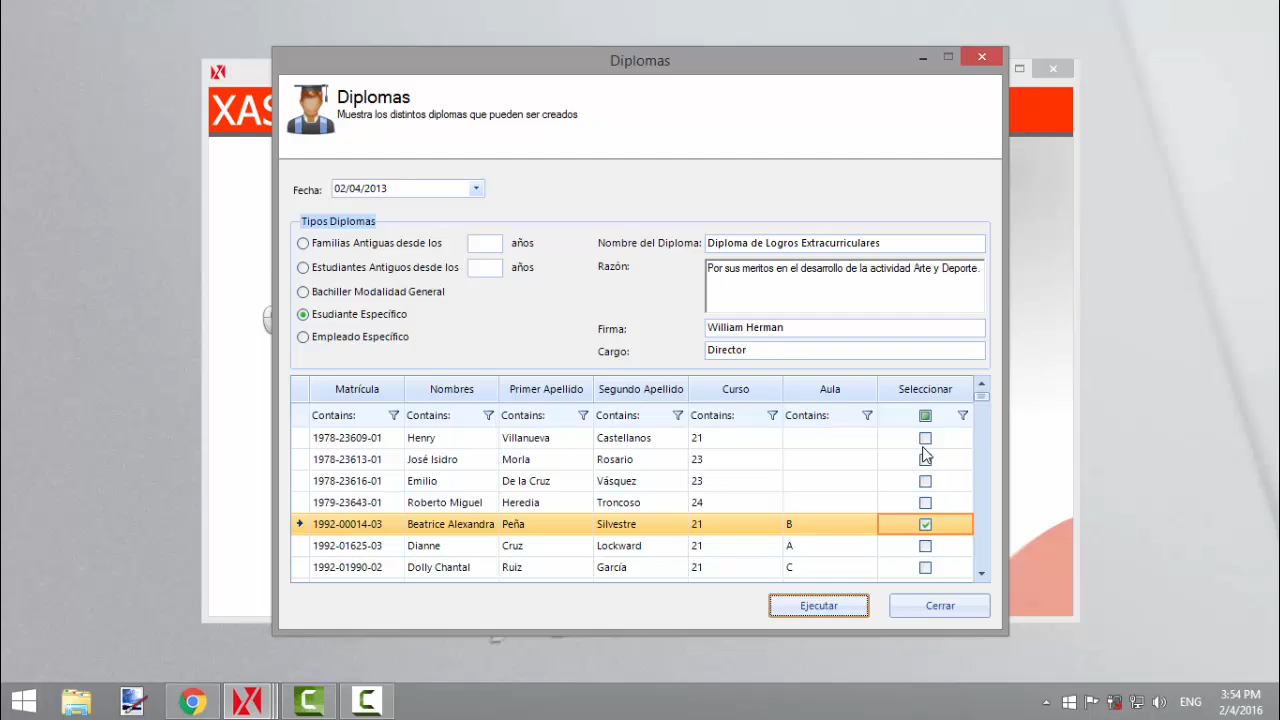 Diplomas
XAS
Diplomas
Muestra los distintos diplomas que pueden ser creados
Fecha: 02/04/2013
Tipos Diplomas
Familias Antiguas desde los años
Nombre del Diploma: Diploma de Logros Extracurriculares
Estudiantes Antiguos desde los años
Razón: Por sus meritos en el desarrollo de la actividad Arte y Deporte.
Bachiller Modalidad General
Esudiante Específico
Firma: William Herman
Empleado Específico
Cargo: Director
Matrícula Nombres Primer Apellido Segundo Apellido Curso Aula Seleccionar
Contains: Contains: Contains: Contains: Contains: Contains:
1978-23609-01 Henry Villanueva Castellanos 21
1978-23613-01 José Isidro Morla Rosario 23
1978-23616-01 Emilio De la Cruz Vásquez 23
1979-23643-01 Roberto Miguel Heredia Troncoso 24
1992-00014-03 Beatrice Alexandra Peña Silvestre 21 B
1992-01625-03 Dianne Cruz Lockward 21 A
1992-01990-02 Dolly Chantal Ruiz García 21 C
Ejecutar Cerrar
ENG
3:54 PM
2/4/2016